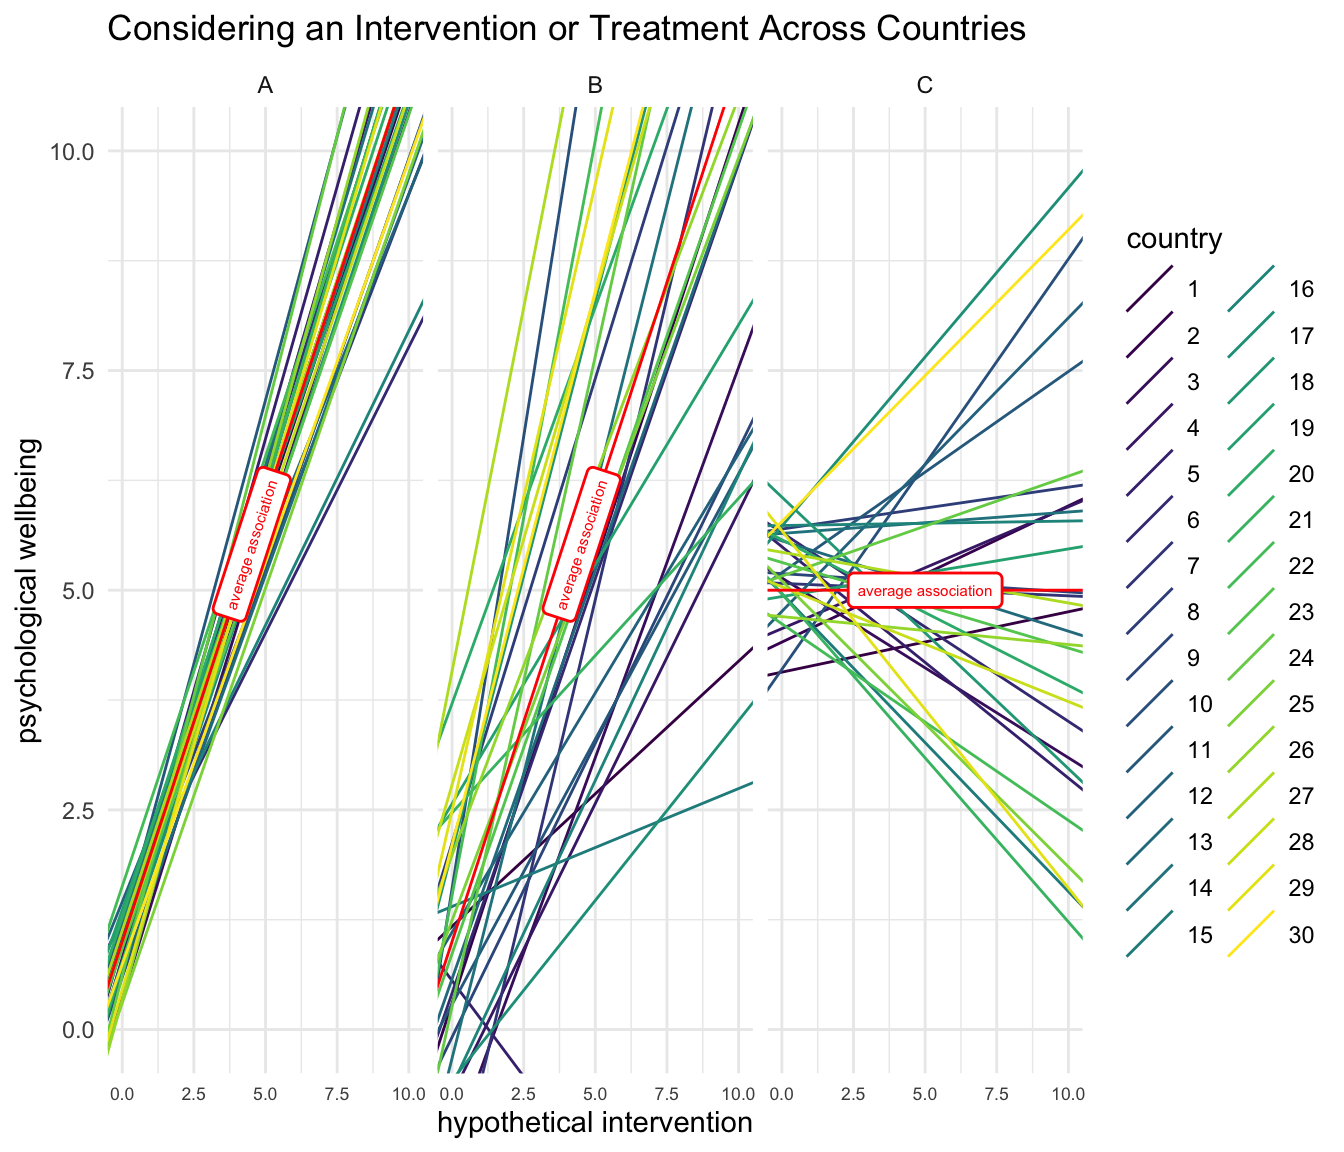 Considering an Intervention or Treatment Across Countries
A B C
psychological wellbeing
10.0
7.5
5.0
2.5
0.0
average association
average association
average association
0.0 2.5 5.0 7.5 10.0 0.0 2.5 5.0 7.5 10.0 0.0 2.5 5.0 7.5 10.0
hypothetical intervention
country
1 16
2 17
3 18
4 19
5 20
6 21
7 22
8 23
9 24
10 25
11 26
12 27
13 28
14 29
15 30